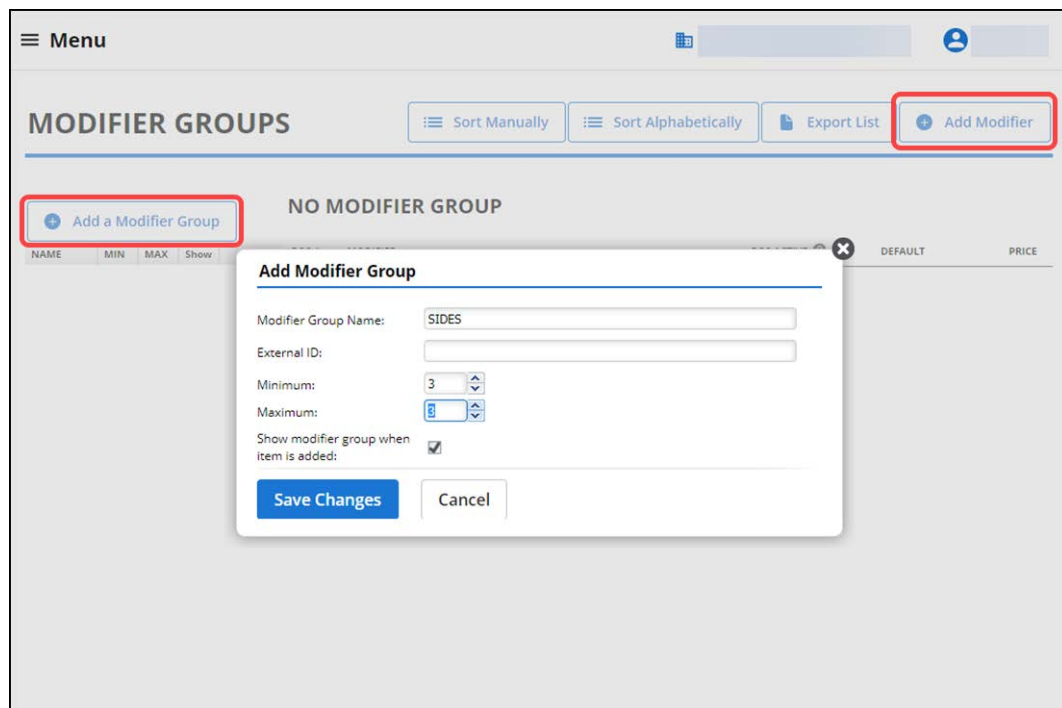 Menu
MODIFIER GROUPS
Sort Manually
Sort Alphabetically
Export List
Add Modifier
Add a Modifier Group
NO MODIFIER GROUP
NAME MIN MAX Show
DEFAULT PRICE
Add Modifier Group
Modifier Group Name: SIDES
External ID:
Minimum: 3
Maximum: 3
Show modifier group when
item is added:
Save Changes Cancel